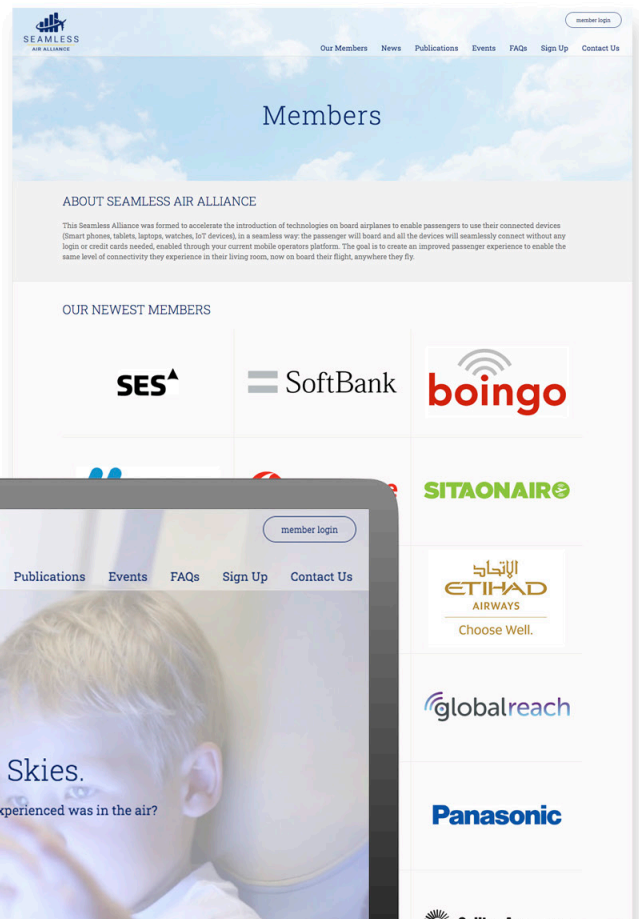 member login
SEAMLESS
AIR ALLIANCE
Our Members News Publications Events FAQs Sign Up Contact Us
Members
ABOUT SEAMLESS AIR ALLIANCE
This Seamless Alliance was formed to accelerate the introduction of technologies on board airplanes to enable passengers to use their connected devices
(Smart phones, tablets, laptops, watches, IoT devices), in a seamless way: the passenger will board and all the devices will seamlessly connect without any
login or credit cards needed, enabled through your current mobile operators platform. The goal is to create an improved passenger experience to enable the
same level of connectivity they experience in their living room, now on board their flight, anywhere they fly.
OUR NEWEST MEMBERS
SES
SoftBank
boingo
SITAONAIR
member login
Publications Events FAQs Sign Up Contact Us
الإتحاد
ETIHAD
AIRWAYS
Choose Well.
globalreach
Skies.
xperienced was in the air?
Panasonic